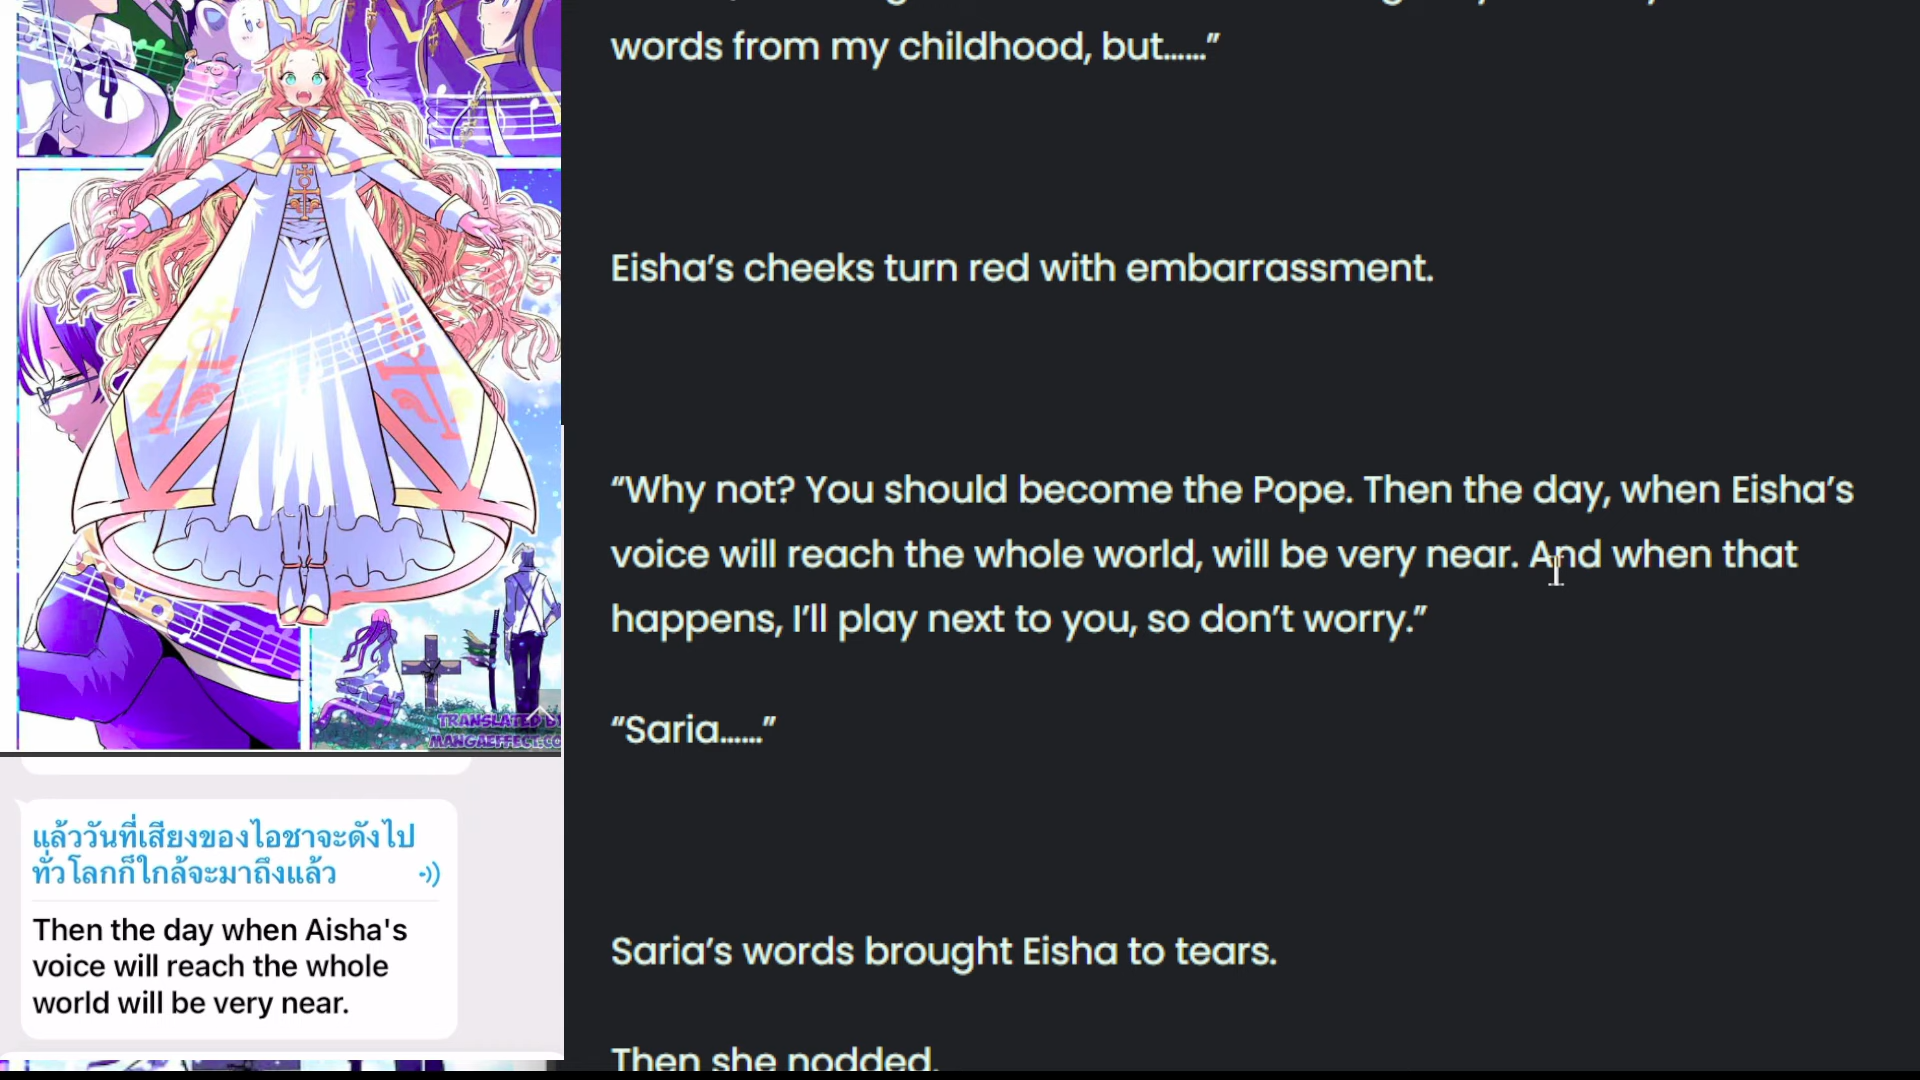 words from my childhood, but……”
Eisha’s cheeks turn red with embarrassment.
“Why not? You should become the Pope. Then the day, when Eisha’s
voice will reach the whole world, will be very near. And when that
happens, I’ll play next to you, so don’t worry.”
“Saria……”
Saria’s words brought Eisha to tears.
Then she nodded.
TRANSLATED B
MANGAEFFECT.CO
แล้ววันที่เสียงของไอชาจะดังไป
ทั่วโลกก็ใกล้จะมาถึงแล้ว
Then the day when Aisha's
voice will reach the whole
world will be very near.